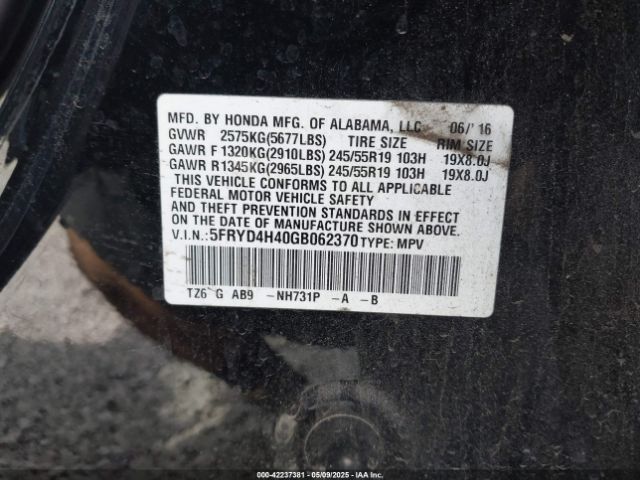 MFD. BY HONDA MFG. OF ALABAMA, LLC 06/'16
GVWR 2575KG(5677LBS) TIRE SIZE RIM SIZE
GAWR F 1320KG(2910LBS) 245/55R19 103H 19X8.0J
GAWR R1345KG(2965LBS) 245/55R19 103H 19X8.0J
THIS VEHICLE CONFORMS TO ALL APPLICABLE
FEDERAL MOTOR VEHICLE SAFETY
AND THEFT PREVENTION STANDARDS IN EFFECT
ON THE DATE OF MANUFACTURE SHOWN ABOVE.
V.I.N.: 5FRYD4H40GB062370 TYPE: MPV
TZ6 G AB9 -NH731P -A -B
000-42237381 - 05/09/2025 - IAA Inc.